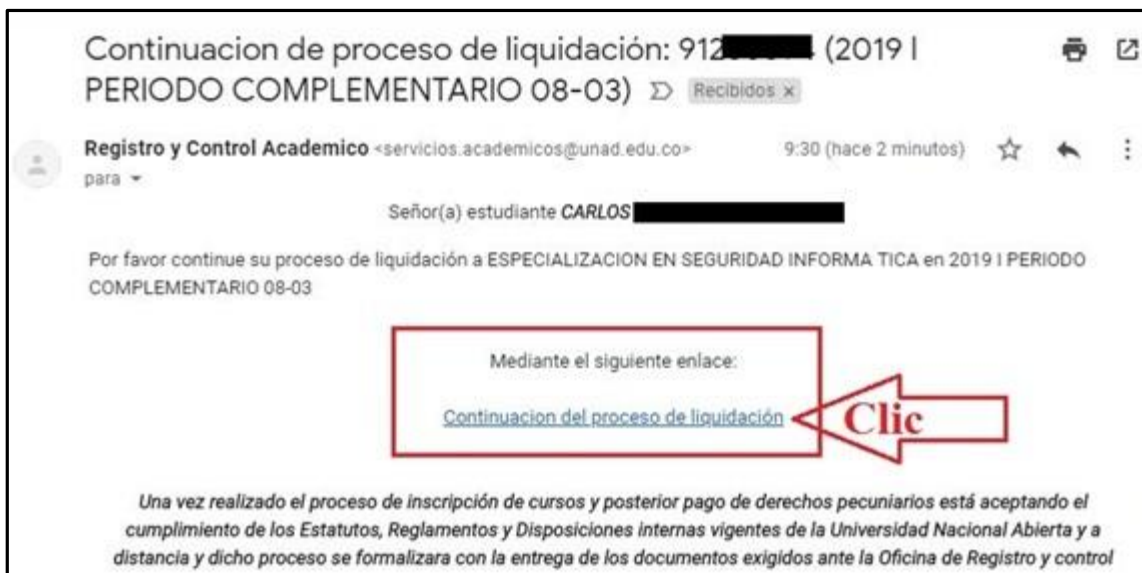 Continuacion de proceso de liquidación: 912 (2019 I
PERIODO COMPLEMENTARIO 08-03) Recibidos x
Registro y Control Academico <servicios.academicos@unad.edu.co> 9:30 (hace 2 minutos)
para
Señor(a) estudiante CARLOS
Por favor continue su proceso de liquidación a ESPECIALIZACION EN SEGURIDAD INFORMA TICA en 2019 I PERIODO
COMPLEMENTARIO 08-03
Mediante el siguiente enlace:
Continuacion del proceso de liquidación
Clic
Una vez realizado el proceso de inscripción de cursos y posterior pago de derechos pecuniarios está aceptando el
cumplimiento de los Estatutos, Reglamentos y Disposiciones internas vigentes de la Universidad Nacional Abierta y a
distancia y dicho proceso se formalizara con la entrega de los documentos exigidos ante la Oficina de Registro y control